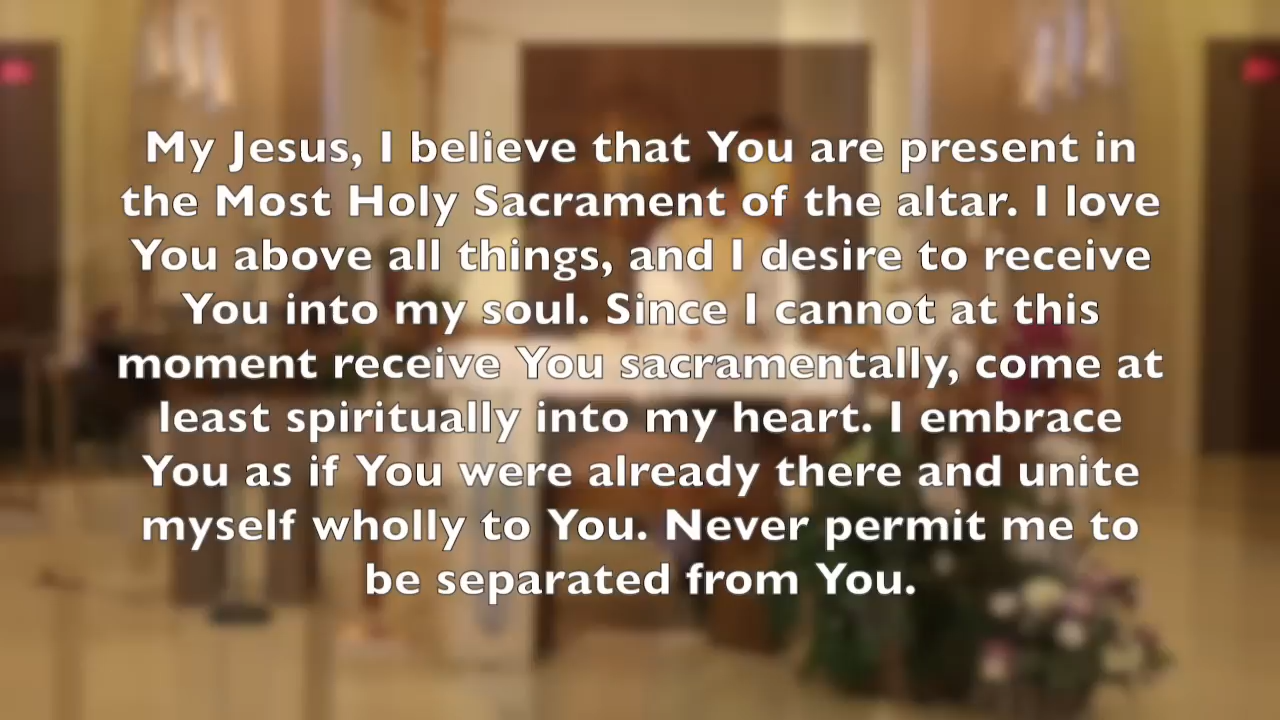 My Jesus, I believe that You are present in
the Most Holy Sacrament of the altar. I love
You above all things, and I desire to receive
You into my soul. Since I cannot at this
moment receive You sacramentally, come at
least spiritually into my heart. I embrace
You as if You were already there and unite
myself wholly to You. Never permit me to
be separated from You.